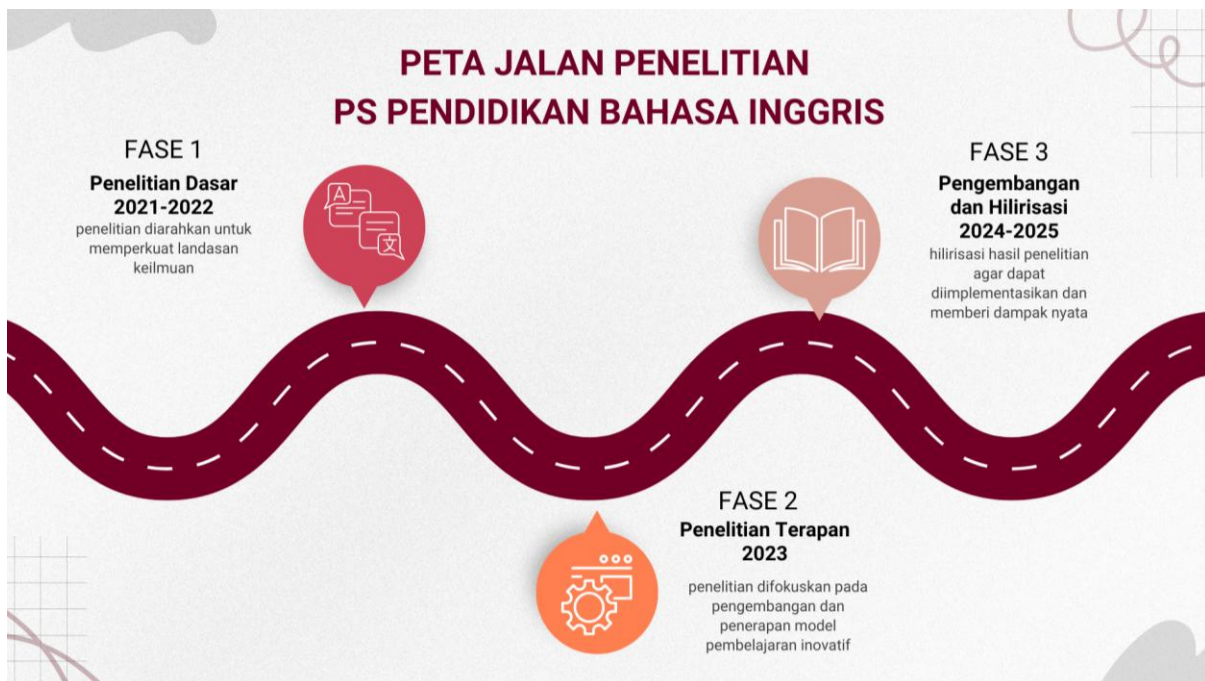 PETA JALAN PENELITIAN
PS PENDIDIKAN BAHASA INGGRIS
FASE 1
Penelitian Dasar
2021-2022
penelitian diarahkan untuk
memperkuat landasan
keilmuan
A
文
FASE 2
Penelitian Terapan
2023
penelitian difokuskan pada
pengembangan dan
penerapan model
pembelajaran inovatif
FASE 3
Pengembangan
dan Hilirisasi
2024-2025
hilirisasi hasil penelitian
agar dapat
diimplementasikan dan
memberi dampak nyata